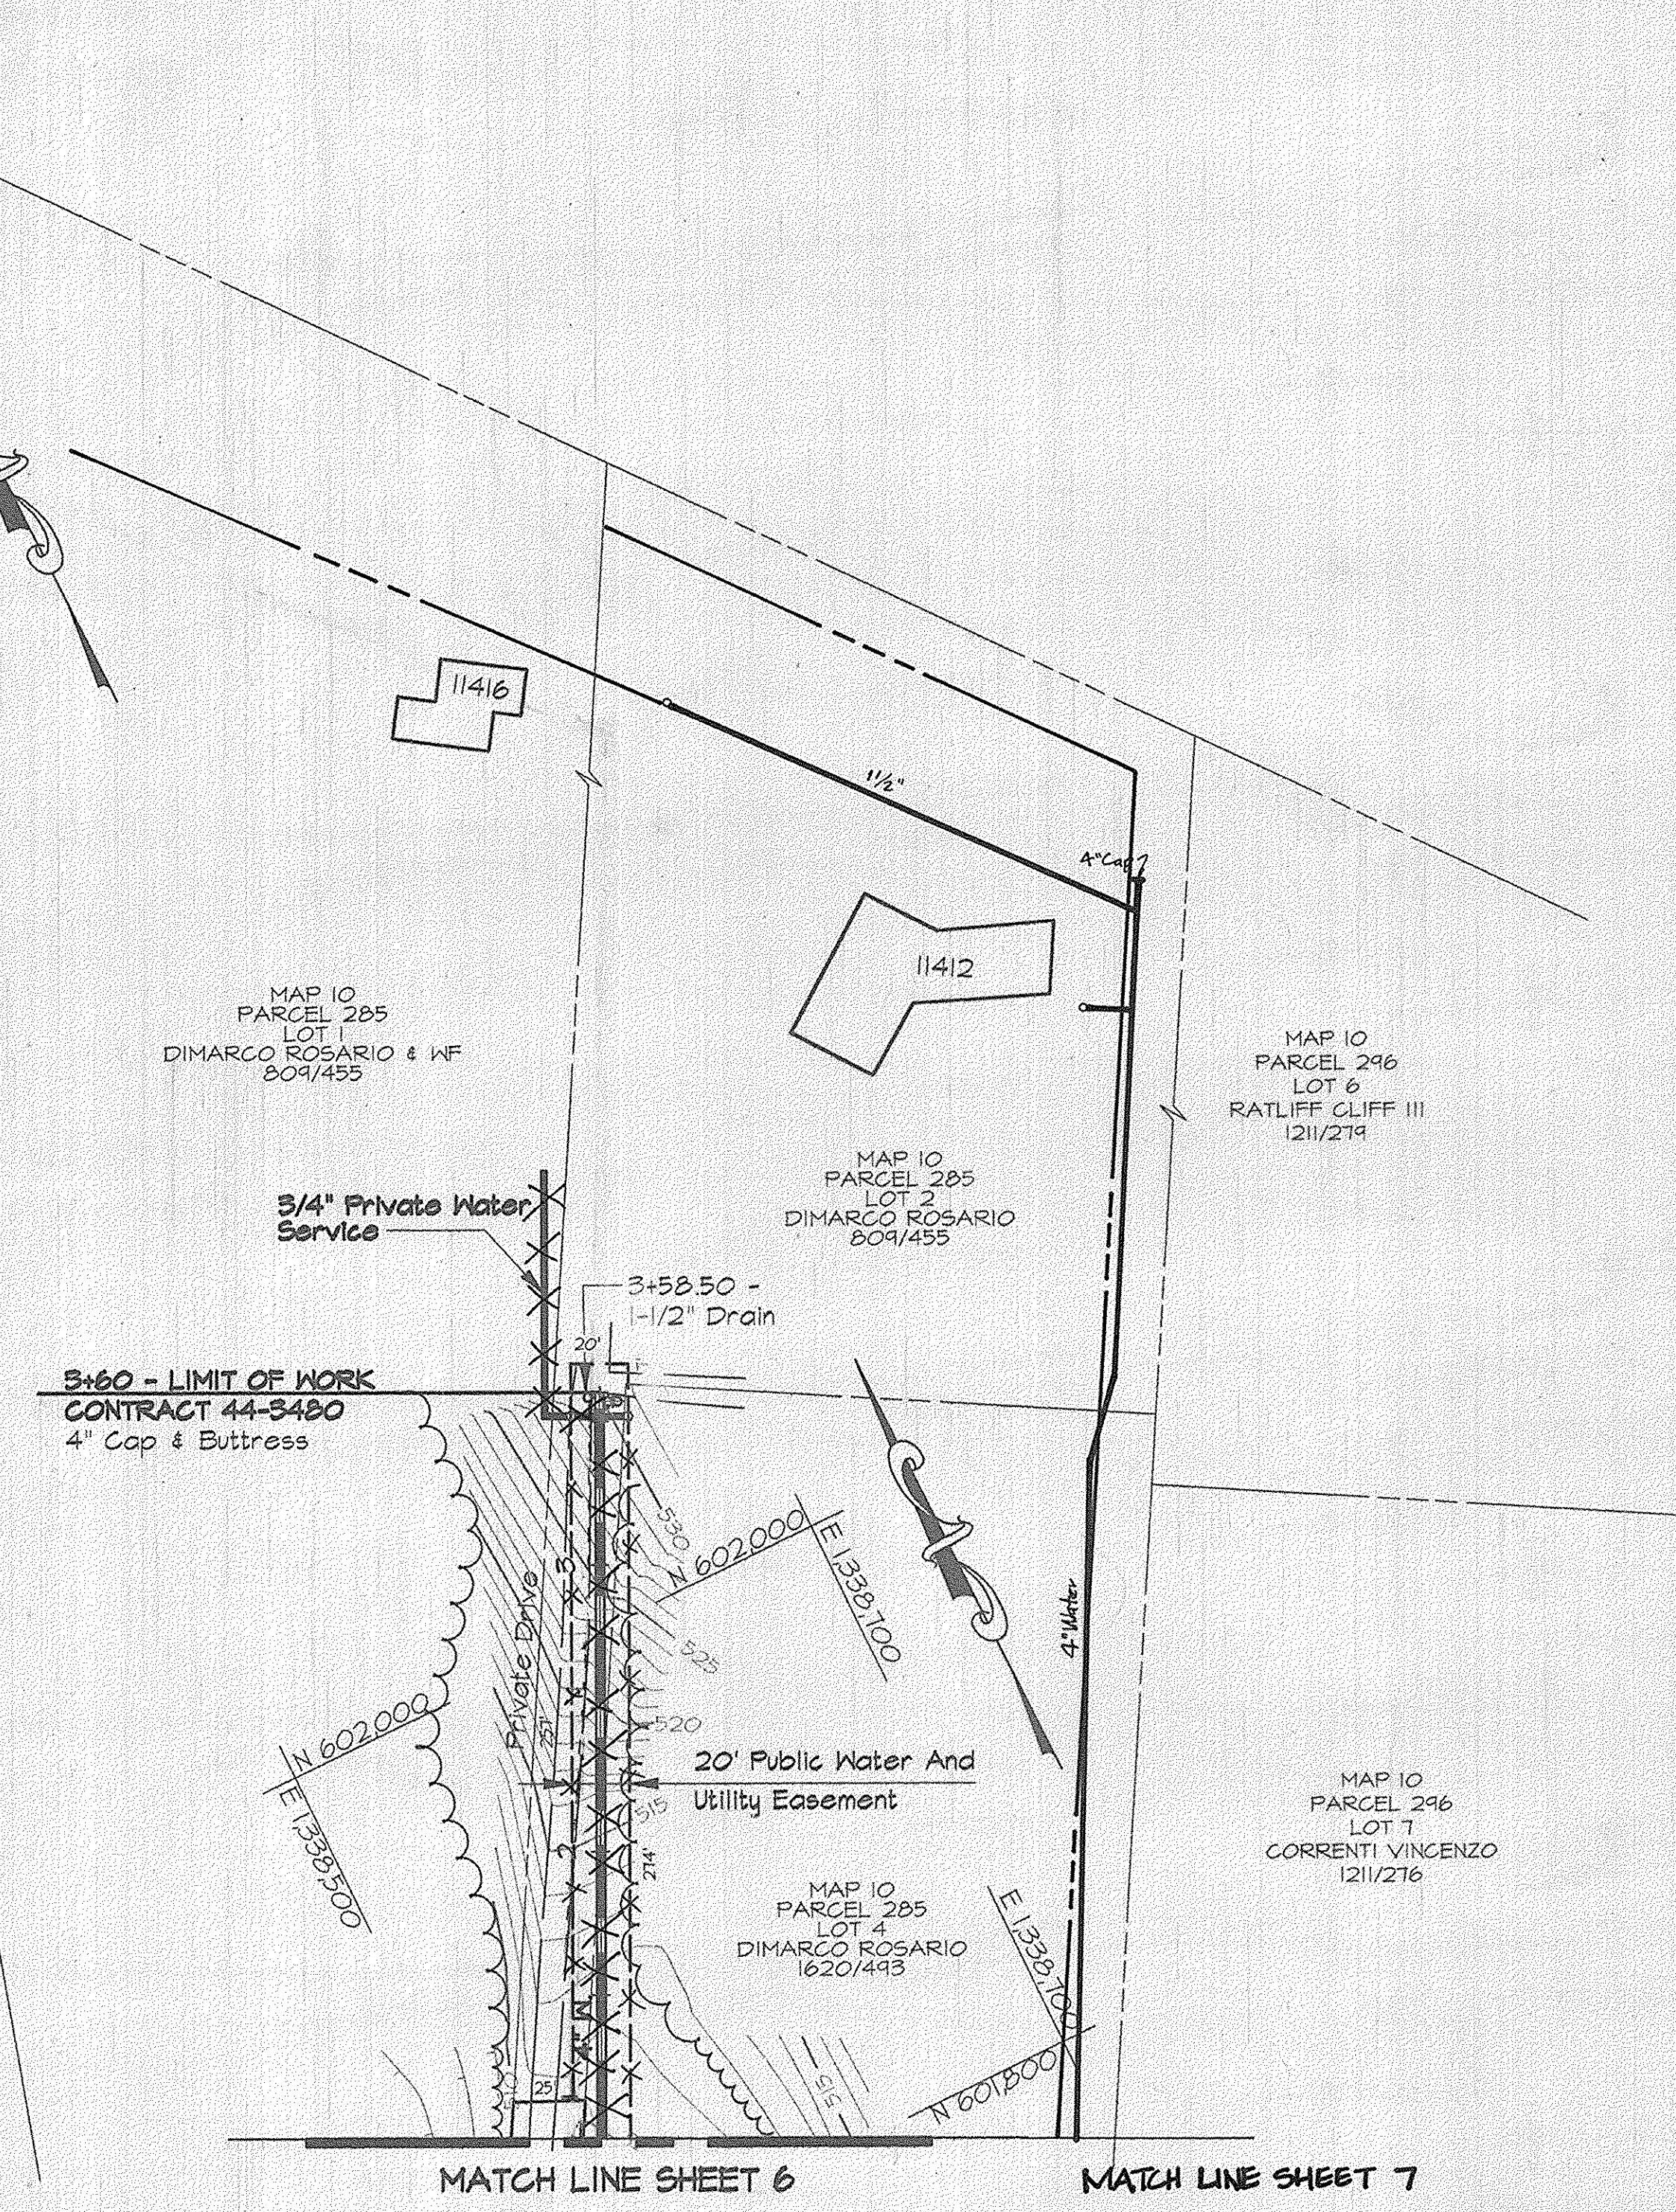 11416
1½"
4" Cap
11412
MAP 10
PARCEL 285
LOT 1
DIMARCO ROSARIO & WF
809/455
MAP 10
PARCEL 296
LOT 6
RATLIFF CLIFF III
1211/279
MAP 10
PARCEL 285
LOT 2
DIMARCO ROSARIO
809/455
3/4" Private Water
Service
3+58.50 -
1-1/2" Drain
20'
3+60 - LIMIT OF WORK
CONTRACT 44-3480
4" Cap & Buttress
530
N 602,000
E 1,338,700
3
Private Drive
525
4" Water
N 602,000
E 1,338,500
251'
520
20' Public Water And
Utility Easement
515
2
274'
MAP 10
PARCEL 296
LOT 7
CORRENTI VINCENZO
1211/276
MAP 10
PARCEL 285
LOT 4
DIMARCO ROSARIO
1620/493
E 1,338,700
N 601,800
4" W
510
25'
515
MATCH LINE SHEET 6
MATCH LINE SHEET 7